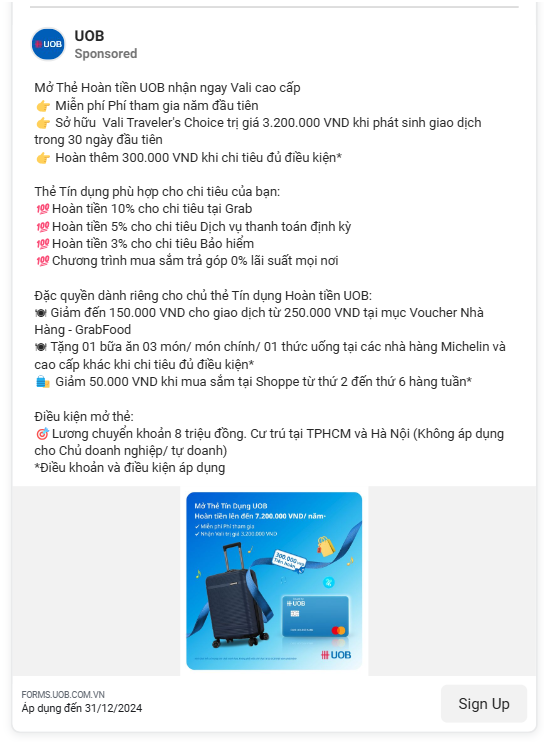 UOB
UOB
Sponsored
Mở Thẻ Hoàn tiền UOB nhận ngay Vali cao cấp
👉 Miễn phí Phí tham gia năm đầu tiên
👉 Sở hữu Vali Traveler's Choice trị giá 3.200.000 VND khi phát sinh giao dịch
trong 30 ngày đầu tiên
👉 Hoàn thêm 300.000 VND khi chi tiêu đủ điều kiện*
Thẻ Tín dụng phù hợp cho chi tiêu của bạn:
💯Hoàn tiền 10% cho chi tiêu tại Grab
💯Hoàn tiền 5% cho chi tiêu Dịch vụ thanh toán định kỳ
💯Hoàn tiền 3% cho chi tiêu Bảo hiểm
💯Chương trình mua sắm trả góp 0% lãi suất mọi nơi
Đặc quyền dành riêng cho chủ thẻ Tín dụng Hoàn tiền UOB:
🍽 Giảm đến 150.000 VND cho giao dịch từ 250.000 VND tại mục Voucher Nhà
Hàng - GrabFood
🍽 Tặng 01 bữa ăn 03 món/ món chính/ 01 thức uống tại các nhà hàng Michelin và
cao cấp khác khi chi tiêu đủ điều kiện*
🛍 Giảm 50.000 VND khi mua sắm tại Shoppe từ thứ 2 đến thứ 6 hàng tuần*
Điều kiện mở thẻ:
🎯Lương chuyển khoản 8 triệu đồng. Cư trú tại TPHCM và Hà Nội (Không áp dụng
cho Chủ doanh nghiệp/ tự doanh)
*Điều khoản và điều kiện áp dụng
Mở Thẻ Tín Dụng UOB
Hoàn tiền lên đến 7.200.000 VND/ năm*
✓ Miễn phí Phí tham gia
✓ Nhận Vali trị giá 3.200.000 VND
300.000 VND
Tiền hoàn
UOB
UOB
FORMS.UOB.COM.VN
Áp dụng đến 31/12/2024
Sign Up